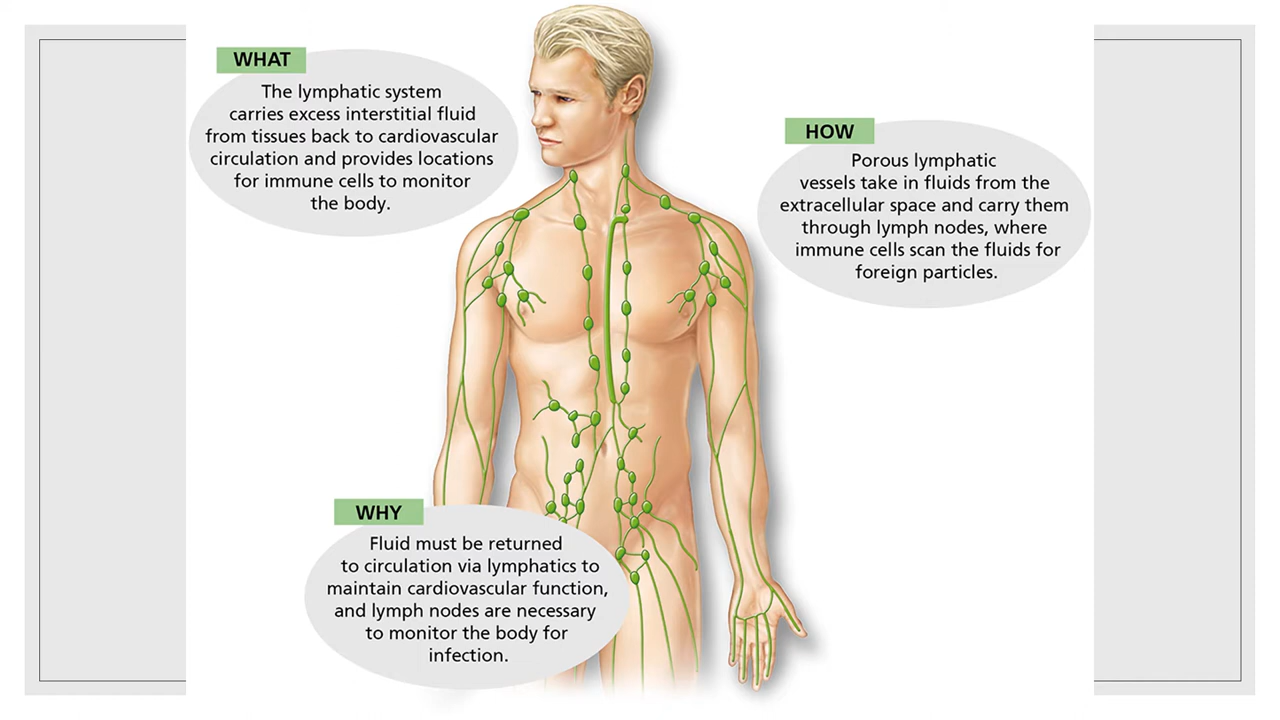 WHAT
The lymphatic system
carries excess interstitial fluid
from tissues back to cardiovascular
circulation and provides locations
for immune cells to monitor
the body.
HOW
Porous lymphatic
vessels take in fluids from the
extracellular space and carry them
through lymph nodes, where
immune cells scan the fluids for
foreign particles.
WHY
Fluid must be returned
to circulation via lymphatics to
maintain cardiovascular function,
and lymph nodes are necessary
to monitor the body for
infection.